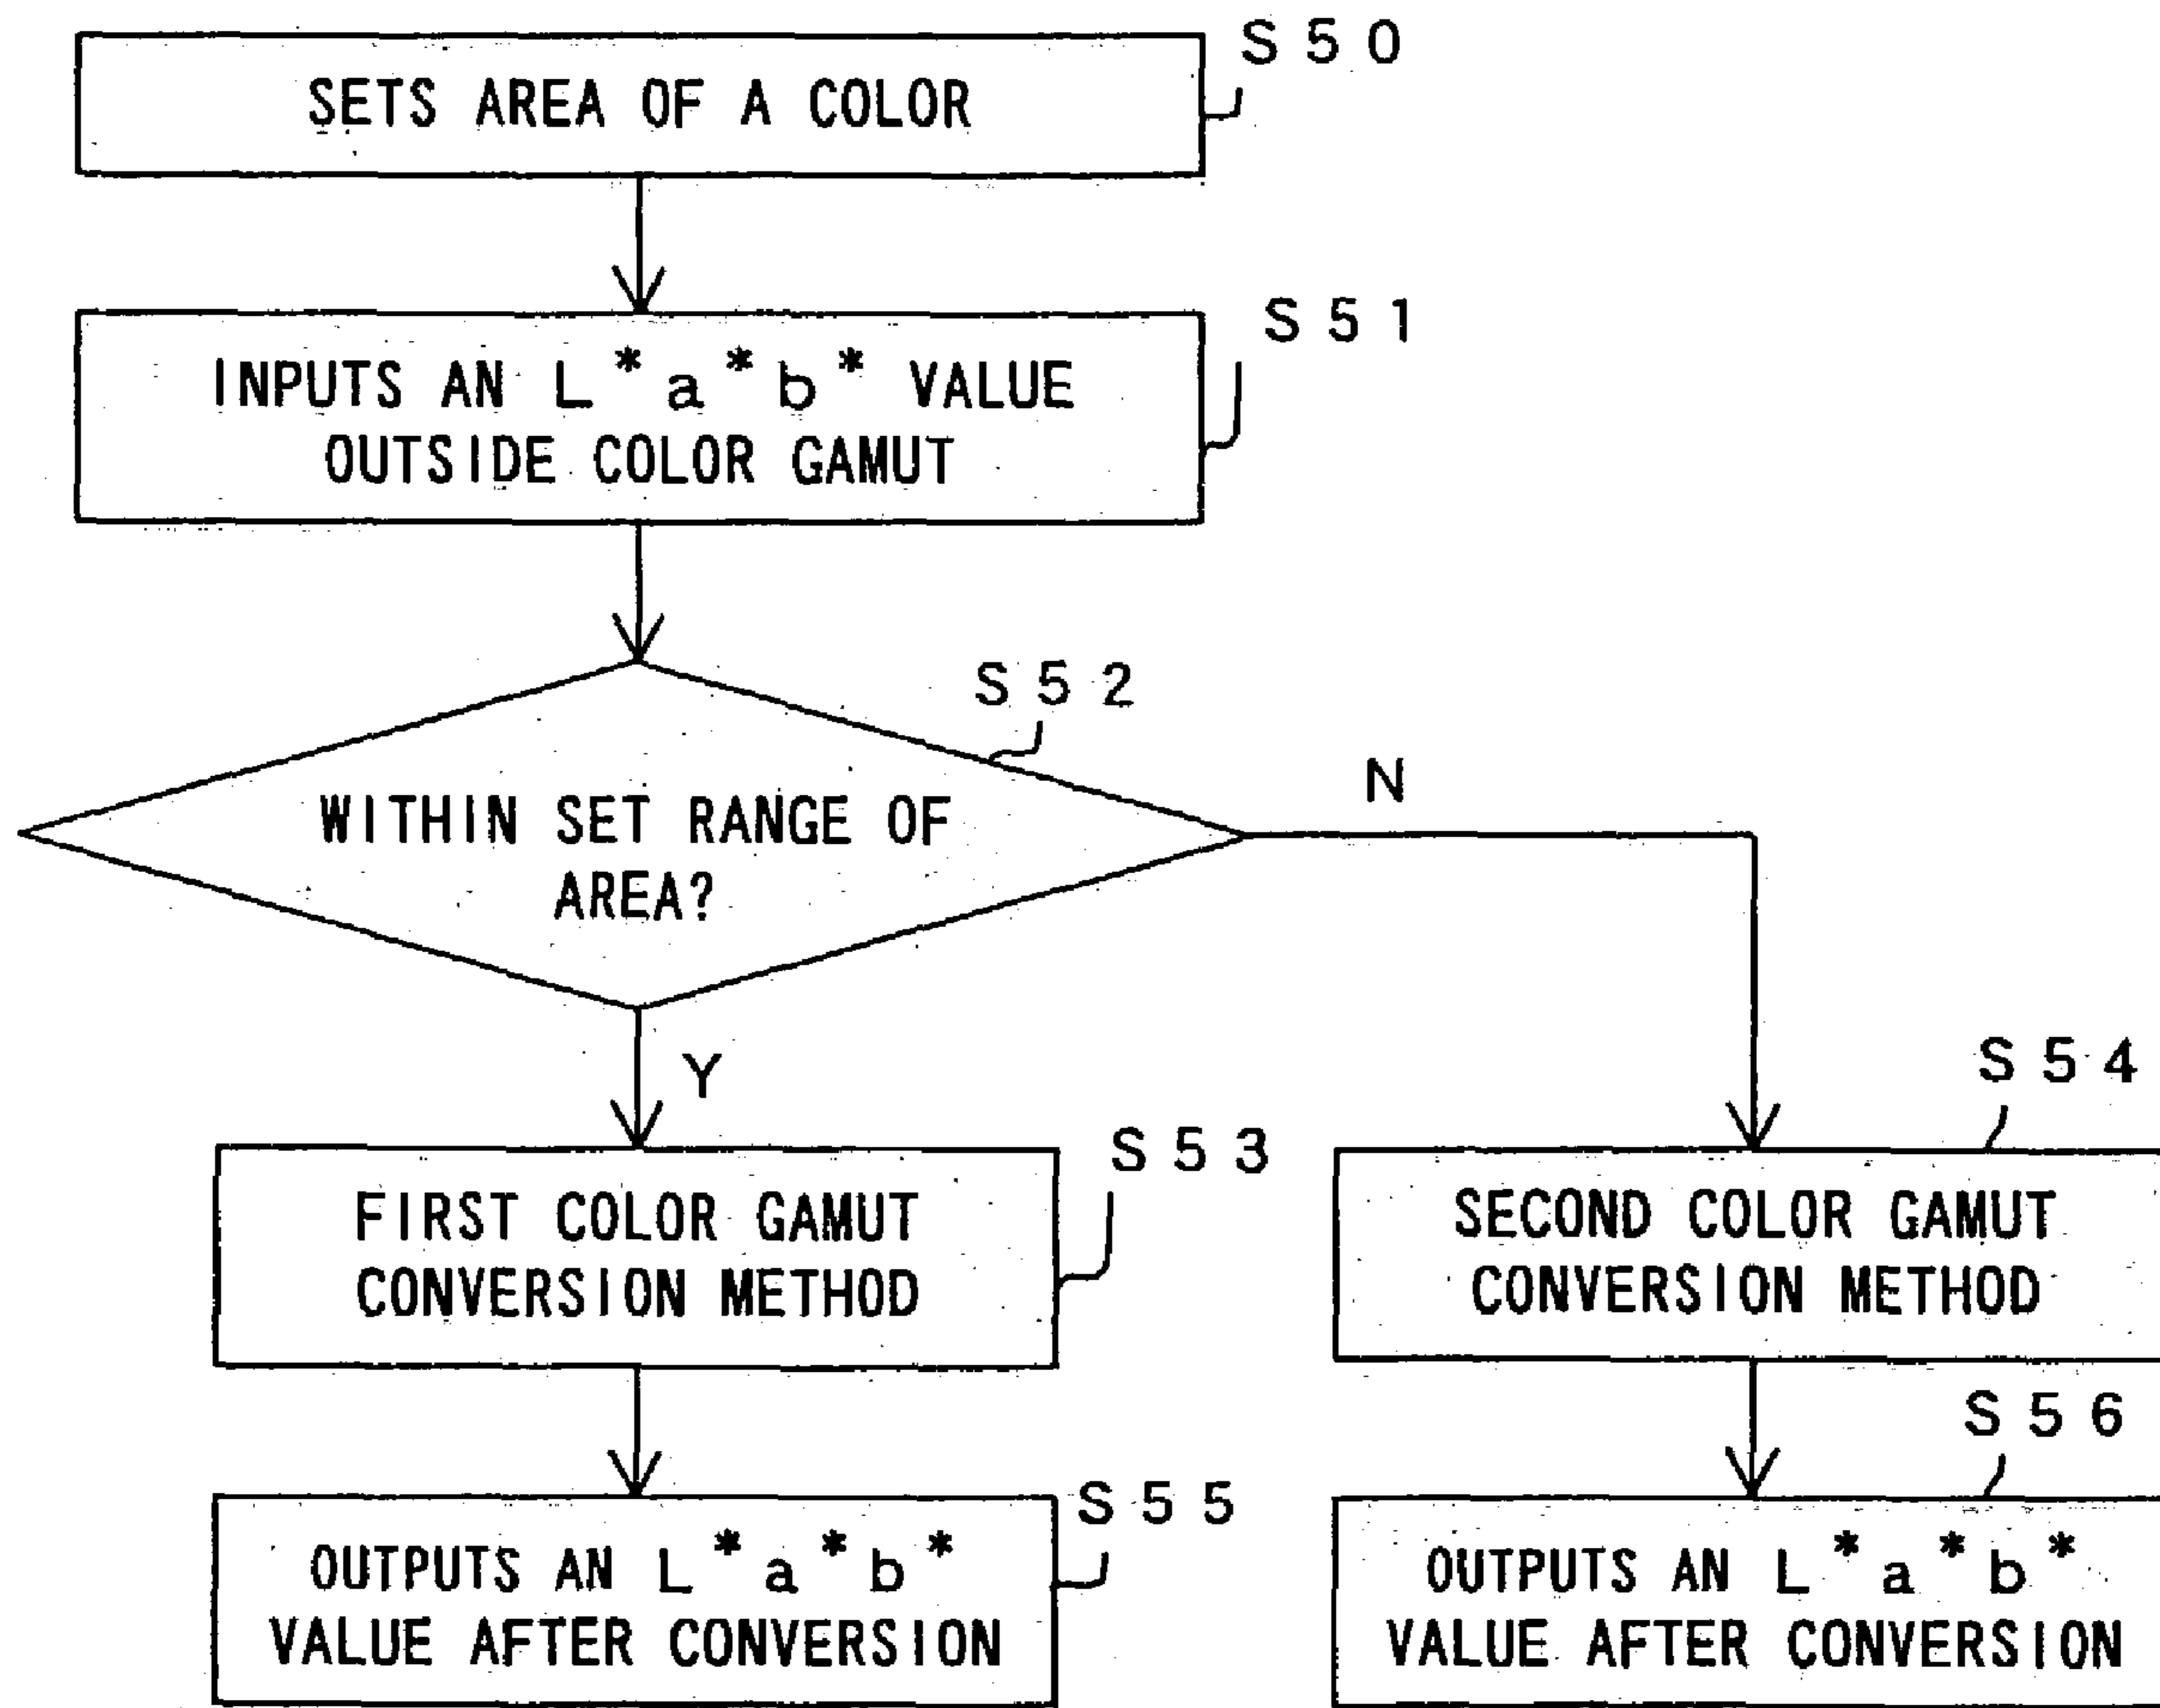 S50
SETS AREA OF A COLOR
S51
INPUTS AN L*a*b* VALUE
OUTSIDE COLOR GAMUT
S52
WITHIN SET RANGE OF
AREA?
N
Y
S53
FIRST COLOR GAMUT
CONVERSION METHOD
S54
SECOND COLOR GAMUT
CONVERSION METHOD
S55
OUTPUTS AN L*a*b*
VALUE AFTER CONVERSION
S56
OUTPUTS AN L*a*b*
VALUE AFTER CONVERSION